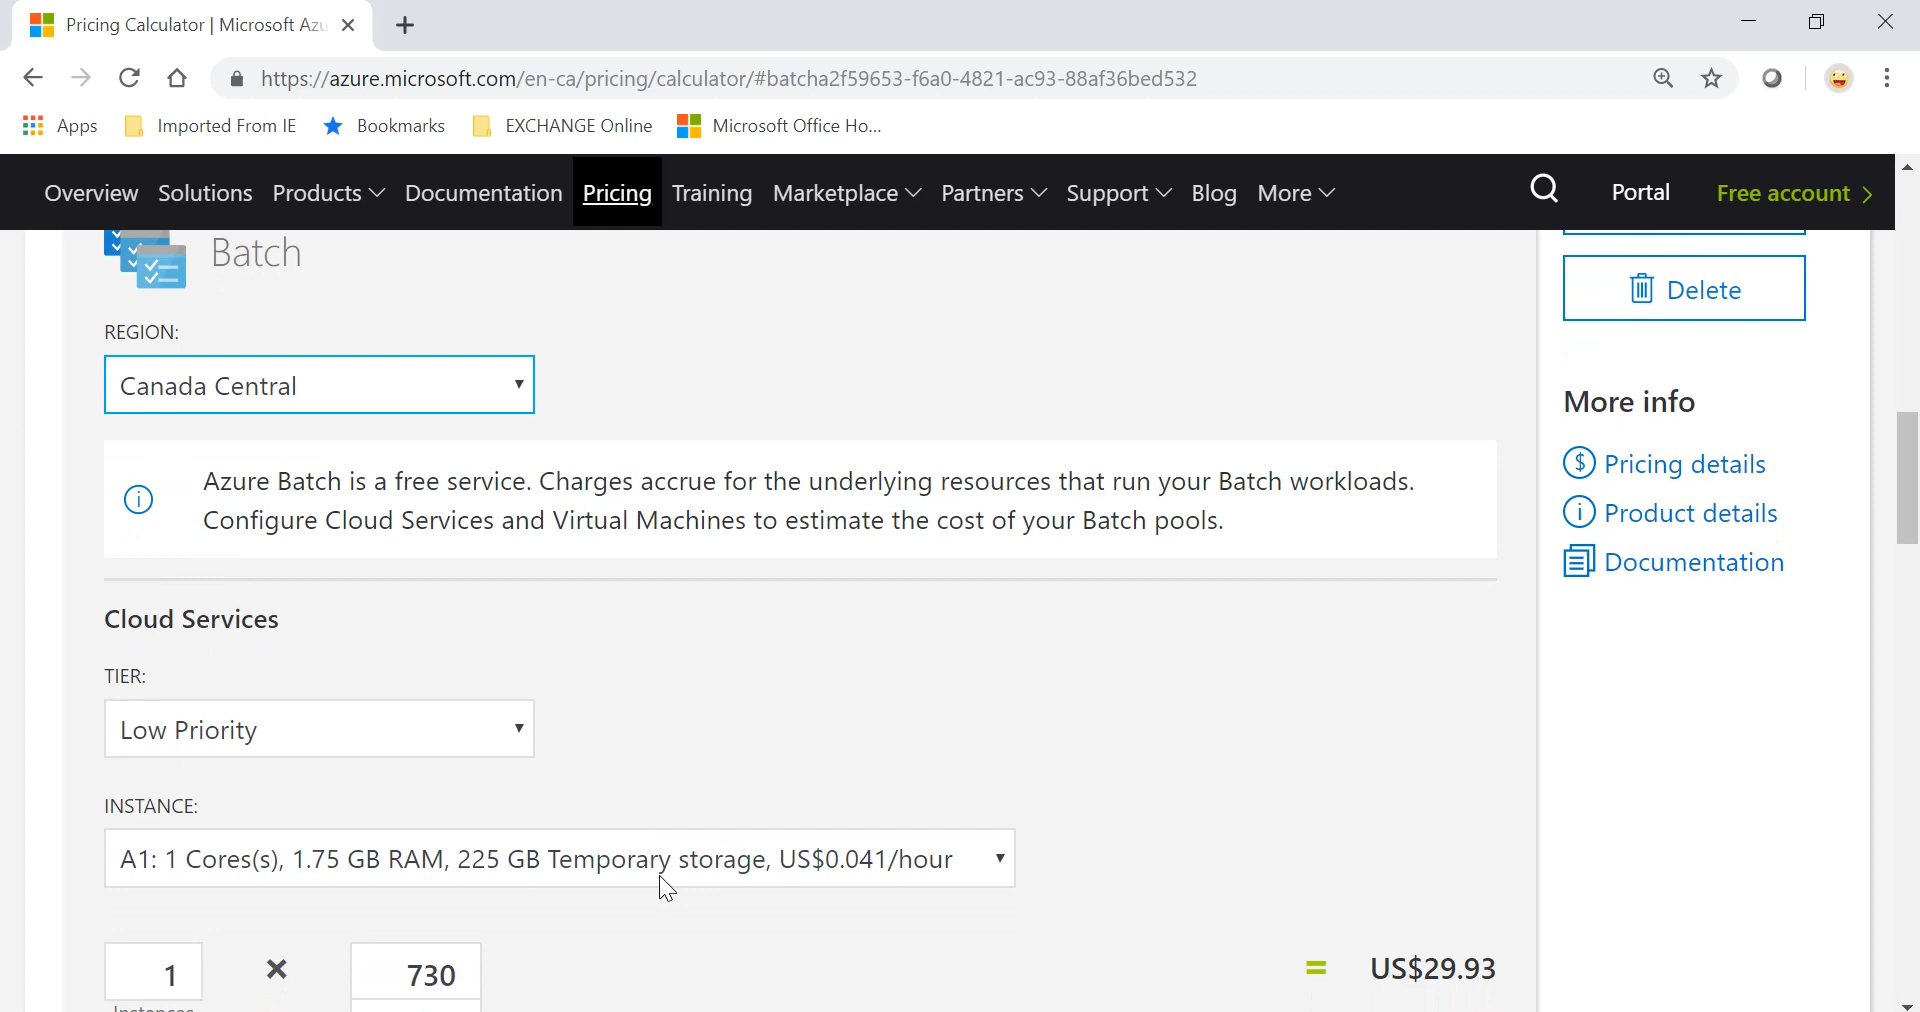 Pricing Calculator | Microsoft Azu
https://azure.microsoft.com/en-ca/pricing/calculator/#batcha2f59653-f6a0-4821-ac93-88af36bed532
Apps Imported From IE Bookmarks EXCHANGE Online Microsoft Office Ho...
Overview Solutions Products Documentation Pricing Training Marketplace Partners Support Blog More Portal Free account
Batch
Delete
REGION:
Canada Central
More info
Pricing details
Product details
Documentation
Azure Batch is a free service. Charges accrue for the underlying resources that run your Batch workloads.
Configure Cloud Services and Virtual Machines to estimate the cost of your Batch pools.
Cloud Services
TIER:
Low Priority
INSTANCE:
A1: 1 Cores(s), 1.75 GB RAM, 225 GB Temporary storage, US$0.041/hour
1 × 730 = US$29.93